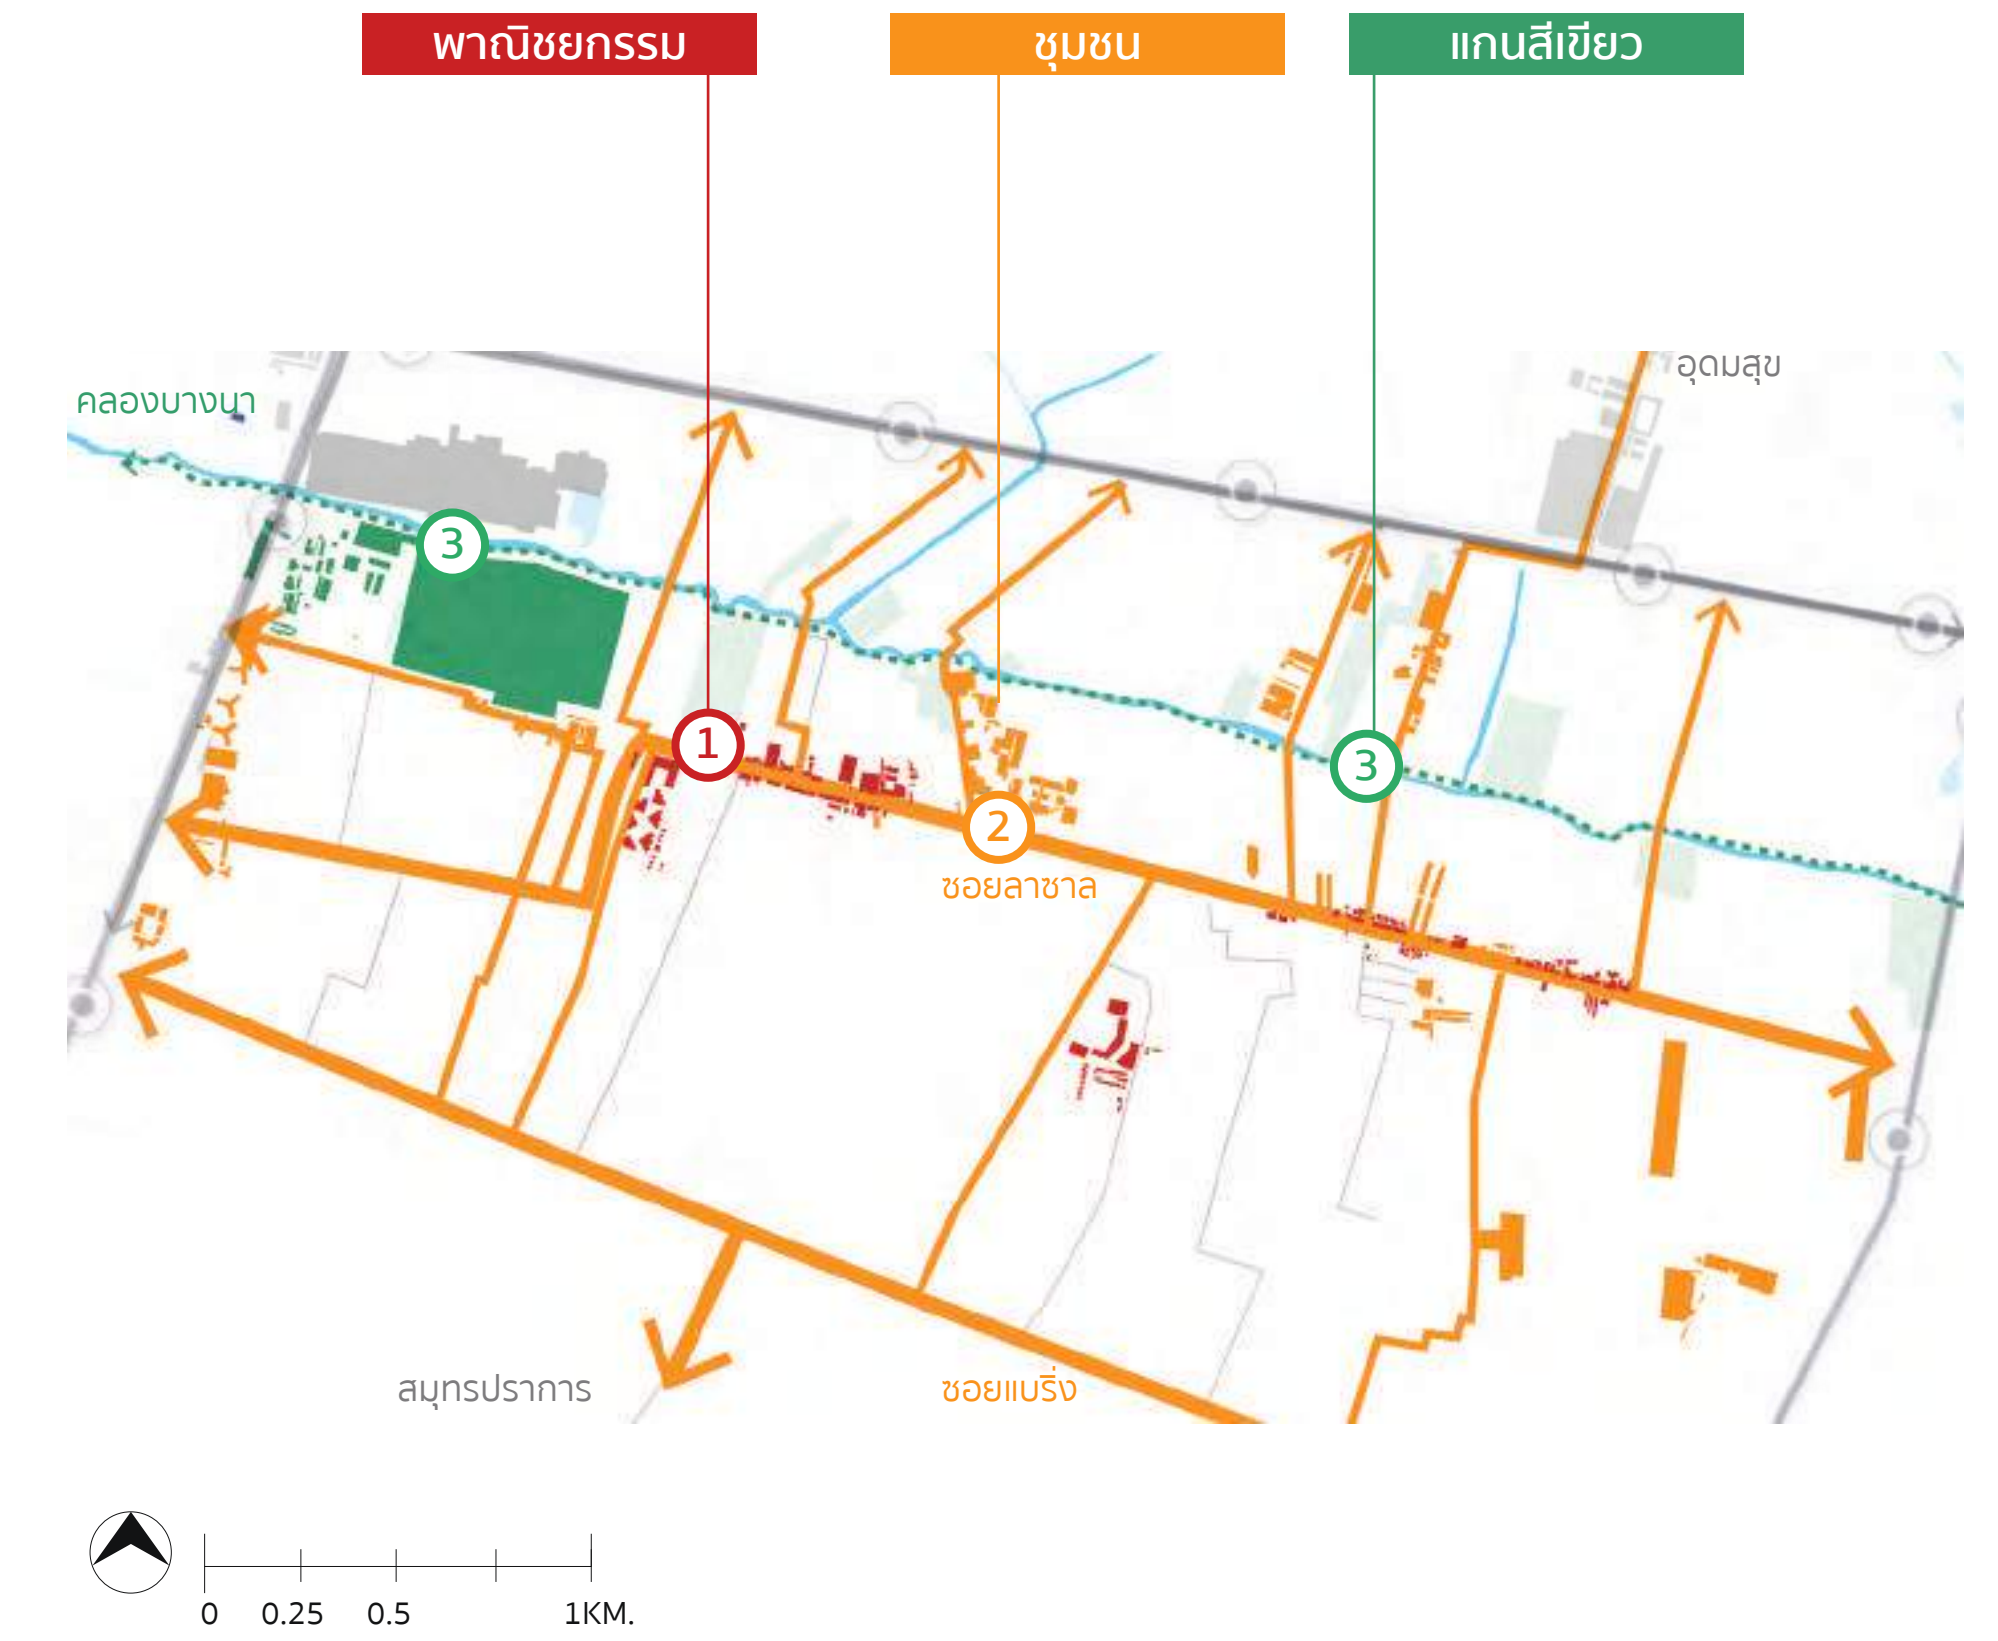 พาณิชยกรรม
ชุมชน
แกนสีเขียว
อุดมสุข
คลองบางนา
3
1
3
2
ซอยลาซาล
สมุทรปราการ
ซอยแบริ่ง
0 0.25 0.5 1KM.